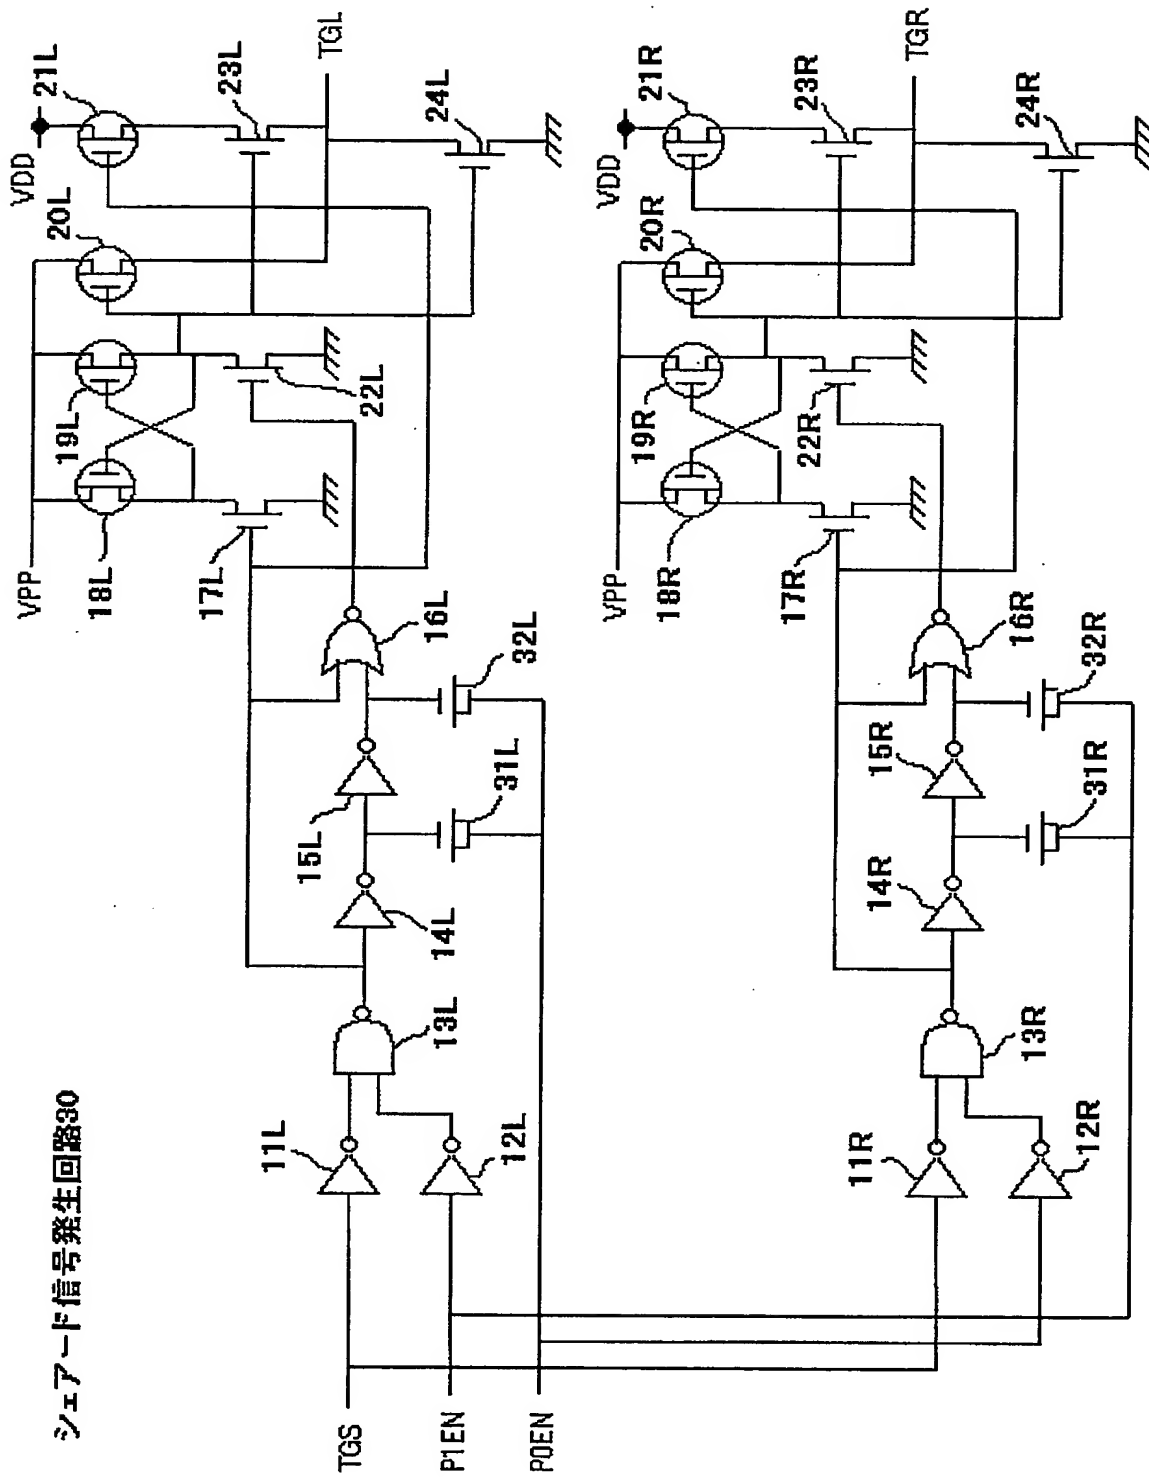 シェアード信号発生回路30
VPP
18L
19L
20L
VDD
21L
23L
TGL
17L
22L
24L
11L
12L
13L
14L
15L
16L
31L
32L
TGS
P1EN
P0EN
VPP
18R
19R
20R
VDD
21R
23R
TGR
17R
22R
24R
11R
12R
13R
14R
15R
16R
31R
32R